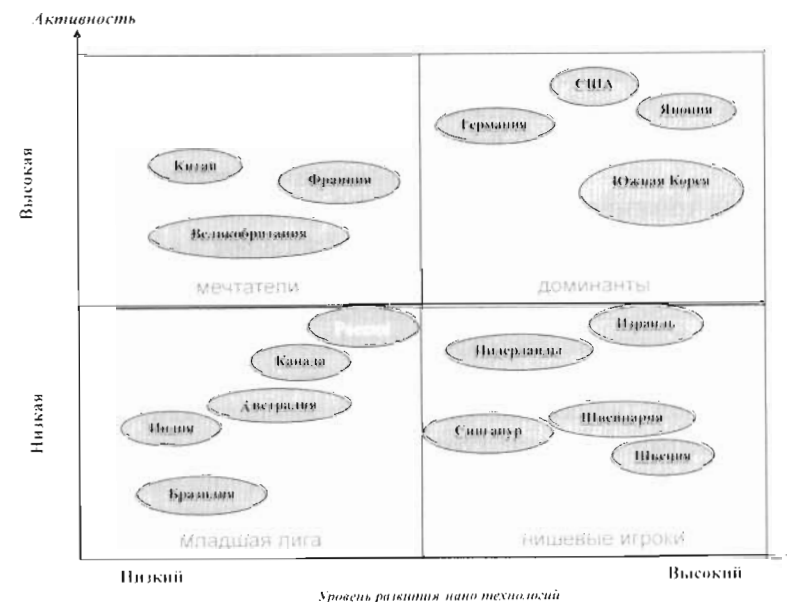 Активность
США
Япония
Германия
Китай
Франция
Южная Корея
Великобритания
Высокая
мечтатели
доминанты
Россия
Израиль
Канада
Нидерланды
Австралия
Индия
Сингапур
Швейцария
Швеция
Низкая
Бразилия
младшая лига
нишевые игроки
Низкий
Высокий
Уровень развития нано технологий